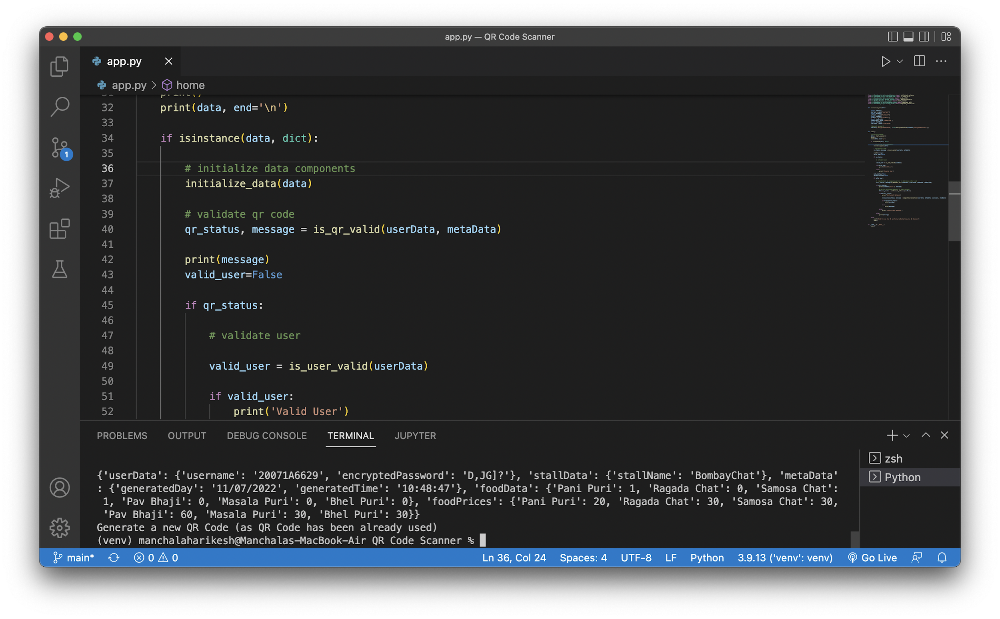 app.py — QR Code Scanner
app.py
app.py > home
32 print(data, end='\n')
33
34 if isinstance(data, dict):
35
36 # initialize data components
37 initialize_data(data)
38
39 # validate qr code
40 qr_status, message = is_qr_valid(userData, metaData)
41
42 print(message)
43 valid_user=False
44
45 if qr_status:
46
47 # validate user
48
49 valid_user = is_user_valid(userData)
50
51 if valid_user:
52 print('Valid User')
1
PROBLEMS OUTPUT DEBUG CONSOLE TERMINAL JUPYTER
zsh
Python
{'userData': {'username': '20071A6629', 'encryptedPassword': 'D,JG]?'}, 'stallData': {'stallName': 'BombayChat'}, 'metaData'
: {'generatedDay': '11/07/2022', 'generatedTime': '10:48:47'}, 'foodData': {'Pani Puri': 1, 'Ragada Chat': 0, 'Samosa Chat':
1, 'Pav Bhaji': 0, 'Masala Puri': 0, 'Bhel Puri': 0}, 'foodPrices': {'Pani Puri': 20, 'Ragada Chat': 30, 'Samosa Chat': 30,
'Pav Bhaji': 60, 'Masala Puri': 30, 'Bhel Puri': 30}}
Generate a new QR Code (as QR Code has been already used)
(venv) manchalaharikesh@Manchalas-MacBook-Air QR Code Scanner %
main* 0 0 Ln 36, Col 24 Spaces: 4 UTF-8 LF Python 3.9.13 ('venv': venv) Go Live